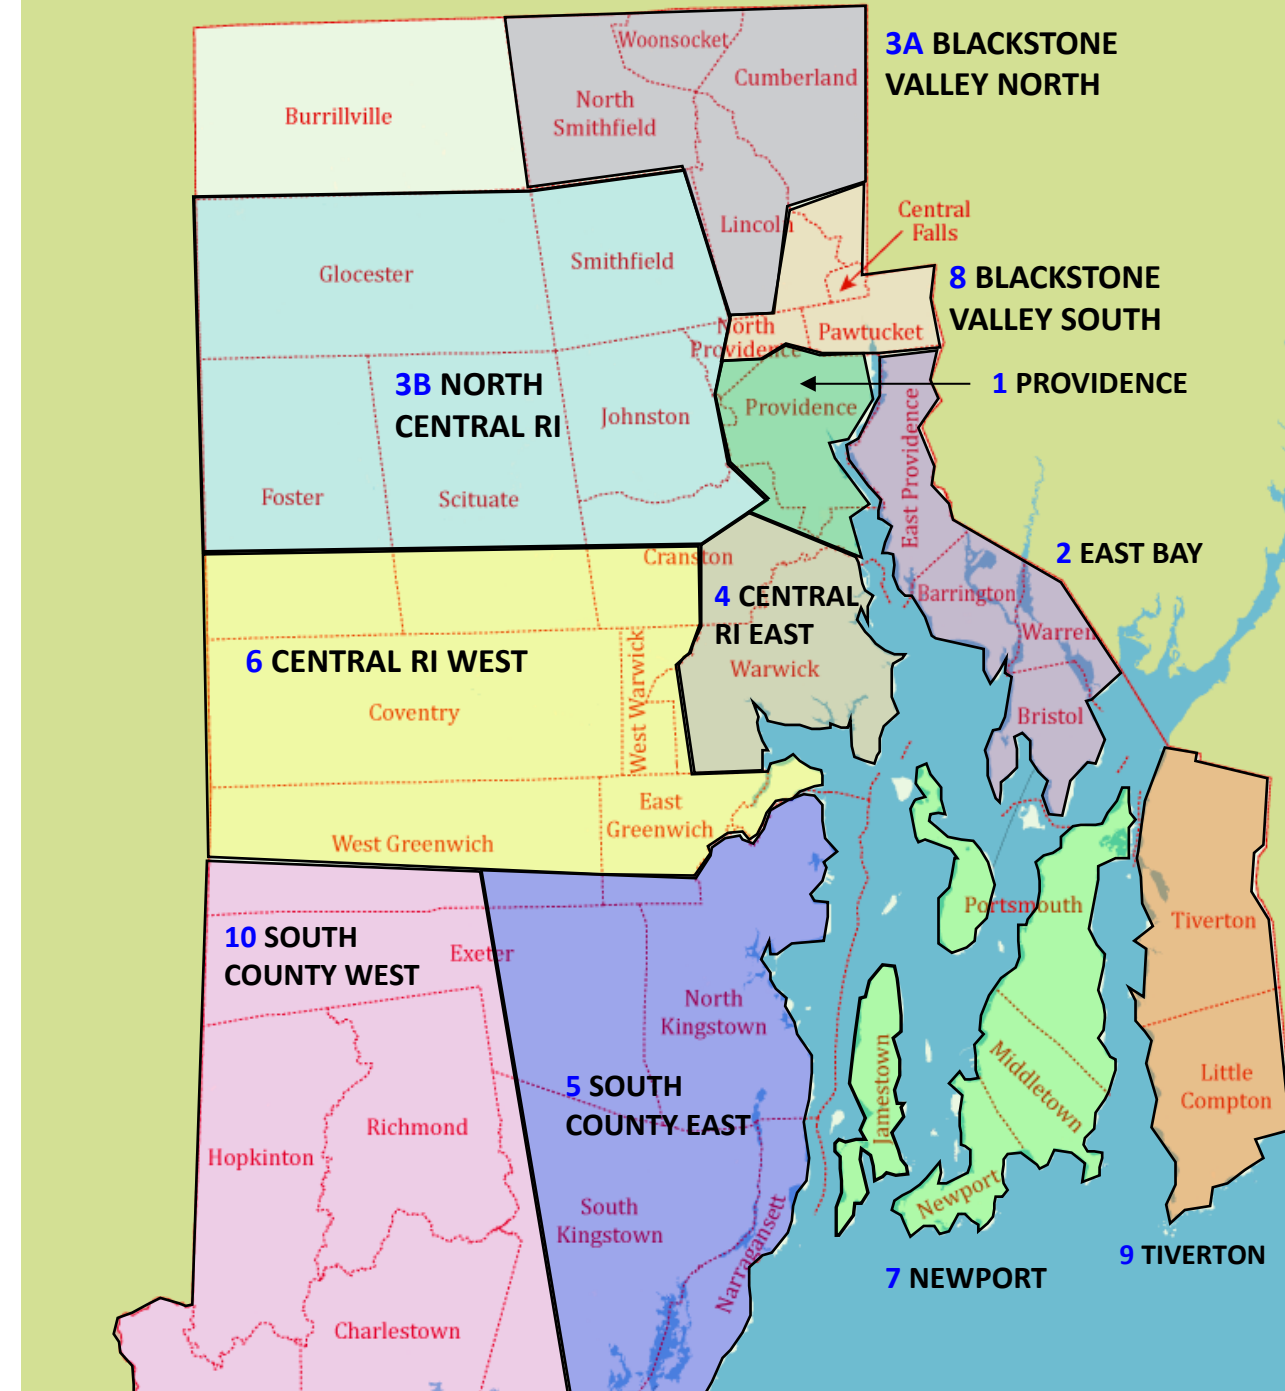 Woonsocket
3A BLACKSTONE
VALLEY NORTH
Cumberland
North
Smithfield
Burrillville
Central
Falls
Lincoln
Smithfield
Glocester
8 BLACKSTONE
VALLEY SOUTH
North
Providence
Pawtucket
3B NORTH
CENTRAL RI
1 PROVIDENCE
Providence
Johnston
East Providence
Foster
Scituate
Cranston
2 EAST BAY
4 CENTRAL
RI EAST
Barrington
Warren
6 CENTRAL RI WEST
West Warwick
Warwick
Coventry
Bristol
East
Greenwich
West Greenwich
Portsmouth
Tiverton
10 SOUTH
COUNTY WEST
Exeter
North
Kingstown
Jamestown
Middletown
Little
Compton
5 SOUTH
COUNTY EAST
Richmond
Hopkinton
South
Kingstown
Narragansett
Newport
9 TIVERTON
7 NEWPORT
Charlestown